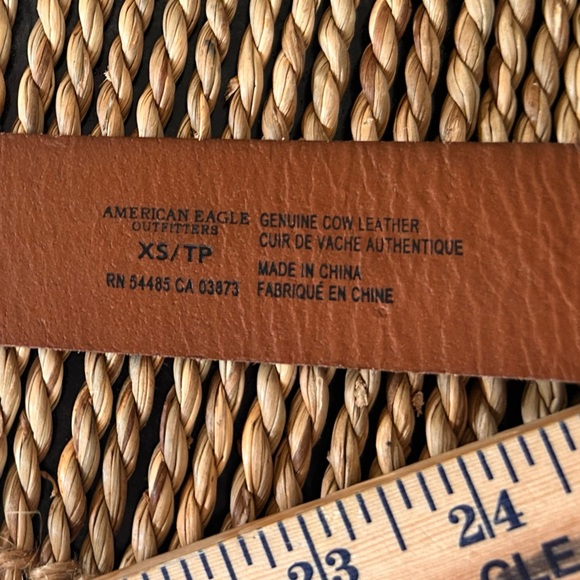 AMERICAN EAGLE
OUTFITTERS
XS/TP
RN 54485 CA 03873
GENUINE COW LEATHER
CUIR DE VACHE AUTHENTIQUE
MADE IN CHINA
FABRIQUÉ EN CHINE
23
24